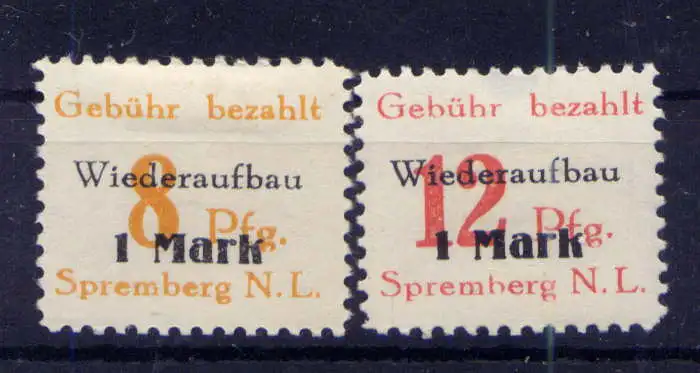 Gebühr bezahlt
Wiederaufbau
8 Pfg.
1 Mark
Spremberg N.L.
Gebühr bezahlt
Wiederaufbau
12 Pfg.
1 Mark
Spremberg N.L.